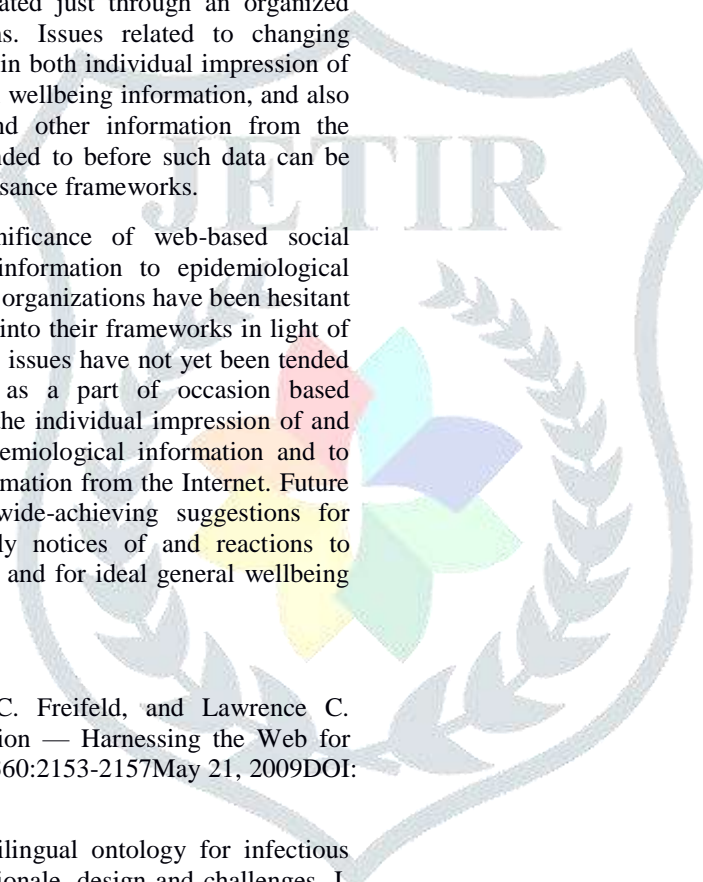 ated just through an organized
ns. Issues related to changing
in both individual impression of
wellbeing information, and also
nd other information from the
nded to before such data can be
sance frameworks.
JETIR
nificance of web-based social
information to epidemiological
organizations have been hesitant
into their frameworks in light of
issues have not yet been tended
as a part of occasion based
he individual impression of and
emiological information and to
rmation from the Internet. Future
wide-achieving suggestions for
ly notices of and reactions to
and for ideal general wellbeing
C. Freifeld, and Lawrence C.
ion — Harnessing the Web for
360:2153-2157May 21, 2009DOI:
ilingual ontology for infectious
ionale, design and challenges. J.